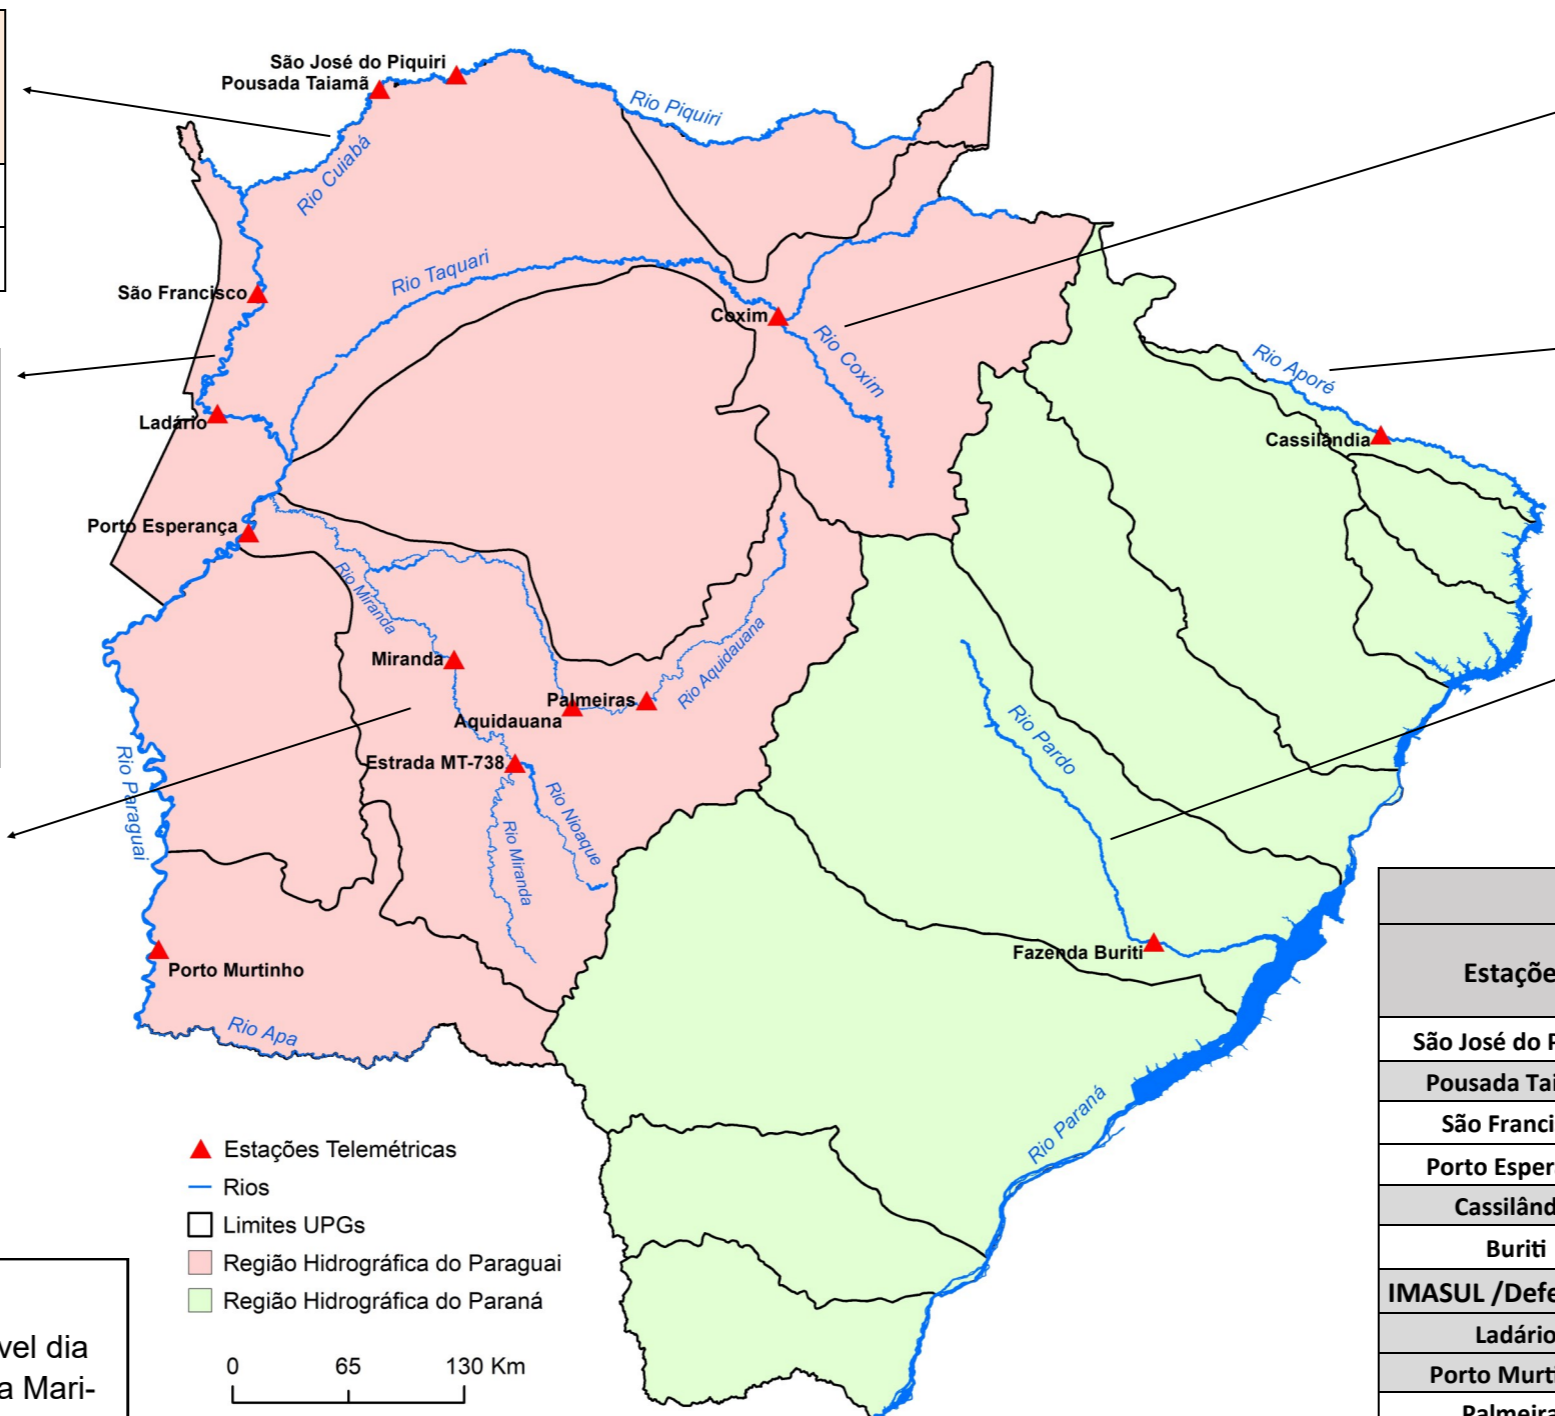 São José do Piquiri
Pousada Taiamã
Rio Piquiri
Rio Cuiabá
Rio Taquari
São Francisco
Coxim
Rio Coxim
Rio Aporé
Ladário
Cassilândia
Porto Esperança
Rio Miranda
Miranda
Rio Aquidauana
Palmeiras
Aquidauana
Rio Pardo
Estrada MT-738
Rio Paraguai
Rio Nioaque
Rio Miranda
Fazenda Buriti
Porto Murtinho
Rio Apa
Rio Paraná
Estações Telemétricas
Rios
Limites UPGs
Região Hidrográfica do Paraguai
Região Hidrográfica do Paraná
0 65 130 Km
vel dia
a Mari-
Estaçõe
São José do P
Pousada Tai
São Franci
Porto Esper
Cassilând
Buriti
IMASUL /Defe
Ladário
Porto Murt
Palmeira